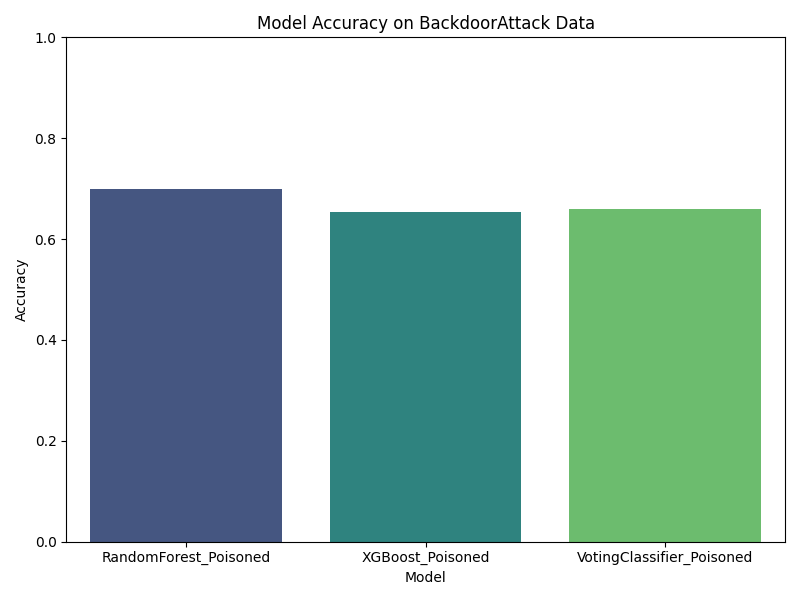 Model Accuracy on BackdoorAttack Data
1.0
0.8
0.6
0.4
0.2
0.0
Accuracy
RandomForest_Poisoned
XGBoost_Poisoned
VotingClassifier_Poisoned
Model